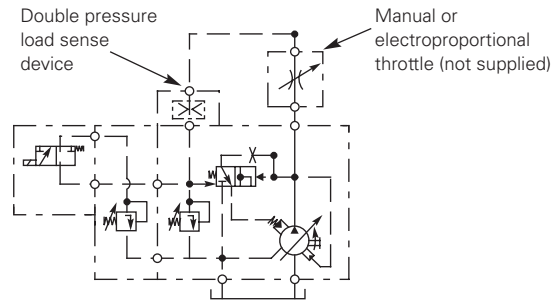 Double pressure
load sense
device
Manual or
electroproportional
throttle (not supplied)